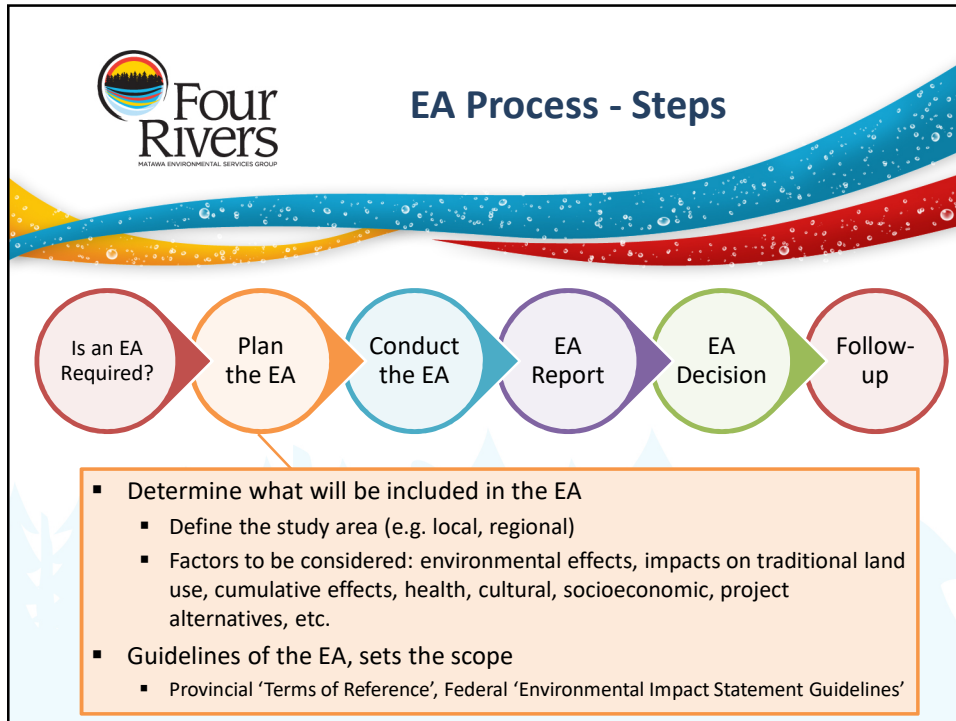 Four
Rivers
MATAWA ENVIRONMENTAL SERVICES GROUP
EA Process - Steps
Is an EA
Required?
Plan
the EA
Conduct
the EA
EA
Report
EA
Decision
Follow-
up
▪ Determine what will be included in the EA
▪ Define the study area (e.g. local, regional)
▪ Factors to be considered: environmental effects, impacts on traditional land
use, cumulative effects, health, cultural, socioeconomic, project
alternatives, etc.
▪ Guidelines of the EA, sets the scope
▪ Provincial ‘Terms of Reference’, Federal ‘Environmental Impact Statement Guidelines’